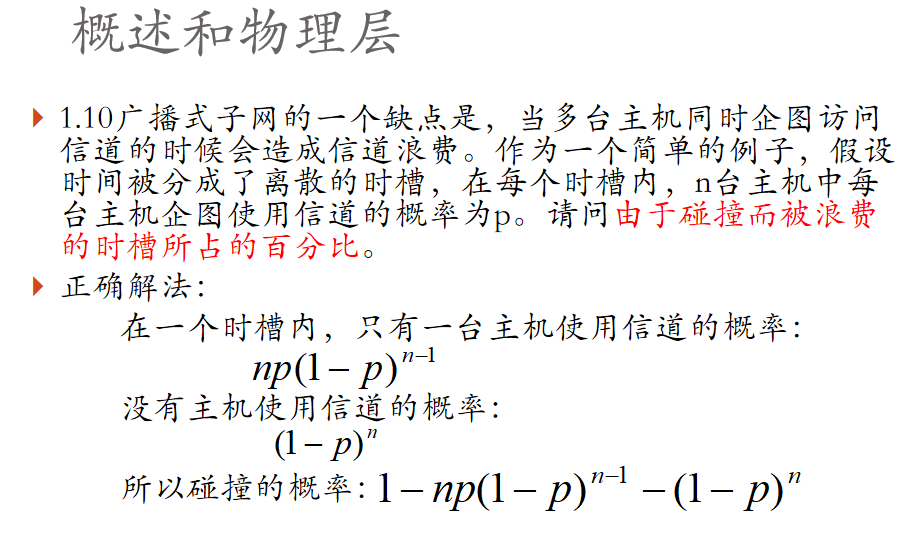 概述和物理层
1.10广播式子网的一个缺点是，当多台主机同时企图访问
信道的时候会造成信道浪费。作为一个简单的例子，假设
时间被分成了离散的时槽，在每个时槽内，n台主机中每
台主机企图使用信道的概率为p。请问由于碰撞而被浪费
的时槽所占的百分比。
正确解法：
在一个时槽内，只有一台主机使用信道的概率：
np(1−p)^{n−1}
没有主机使用信道的概率：
(1−p)^n
所以碰撞的概率：1−np(1−p)^{n−1}−(1−p)^n